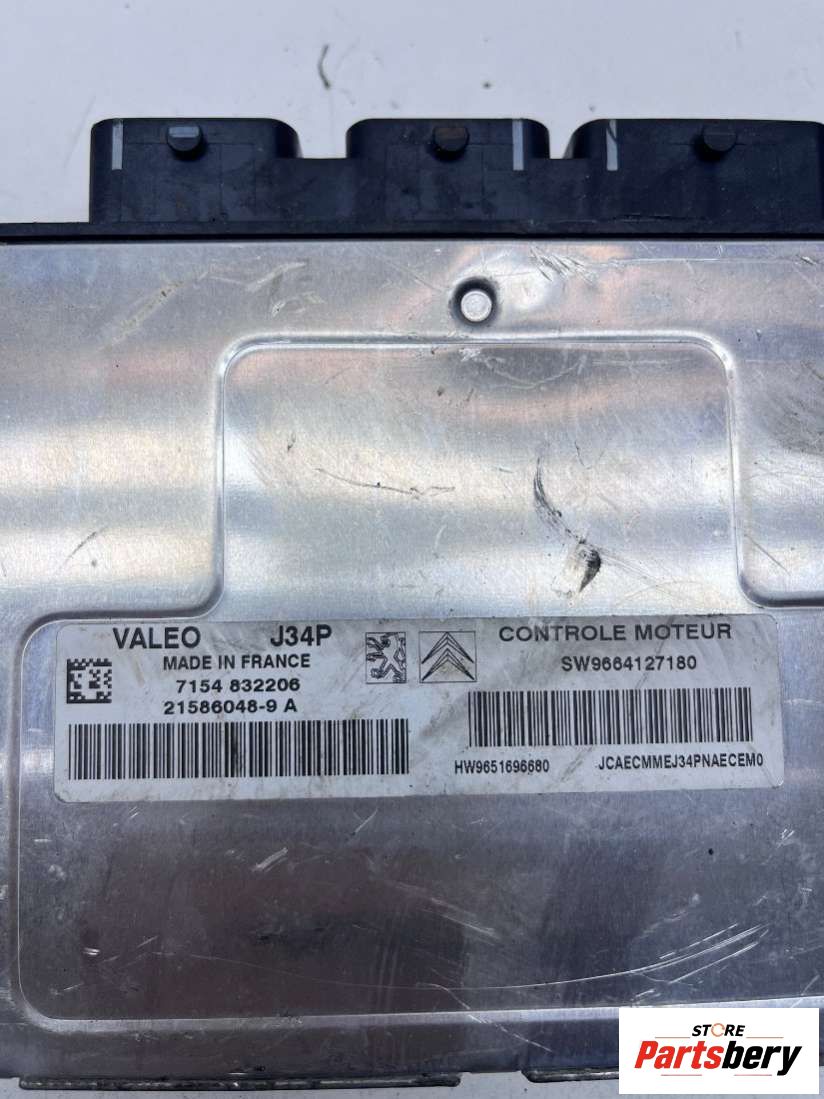 VALEO J34P
MADE IN FRANCE
7154 832206
21586048-9 A
CONTROLE MOTEUR
SW9664127180
HW9651696680 JCAECMMEJ34PNAECEM0
STORE
Partsbery